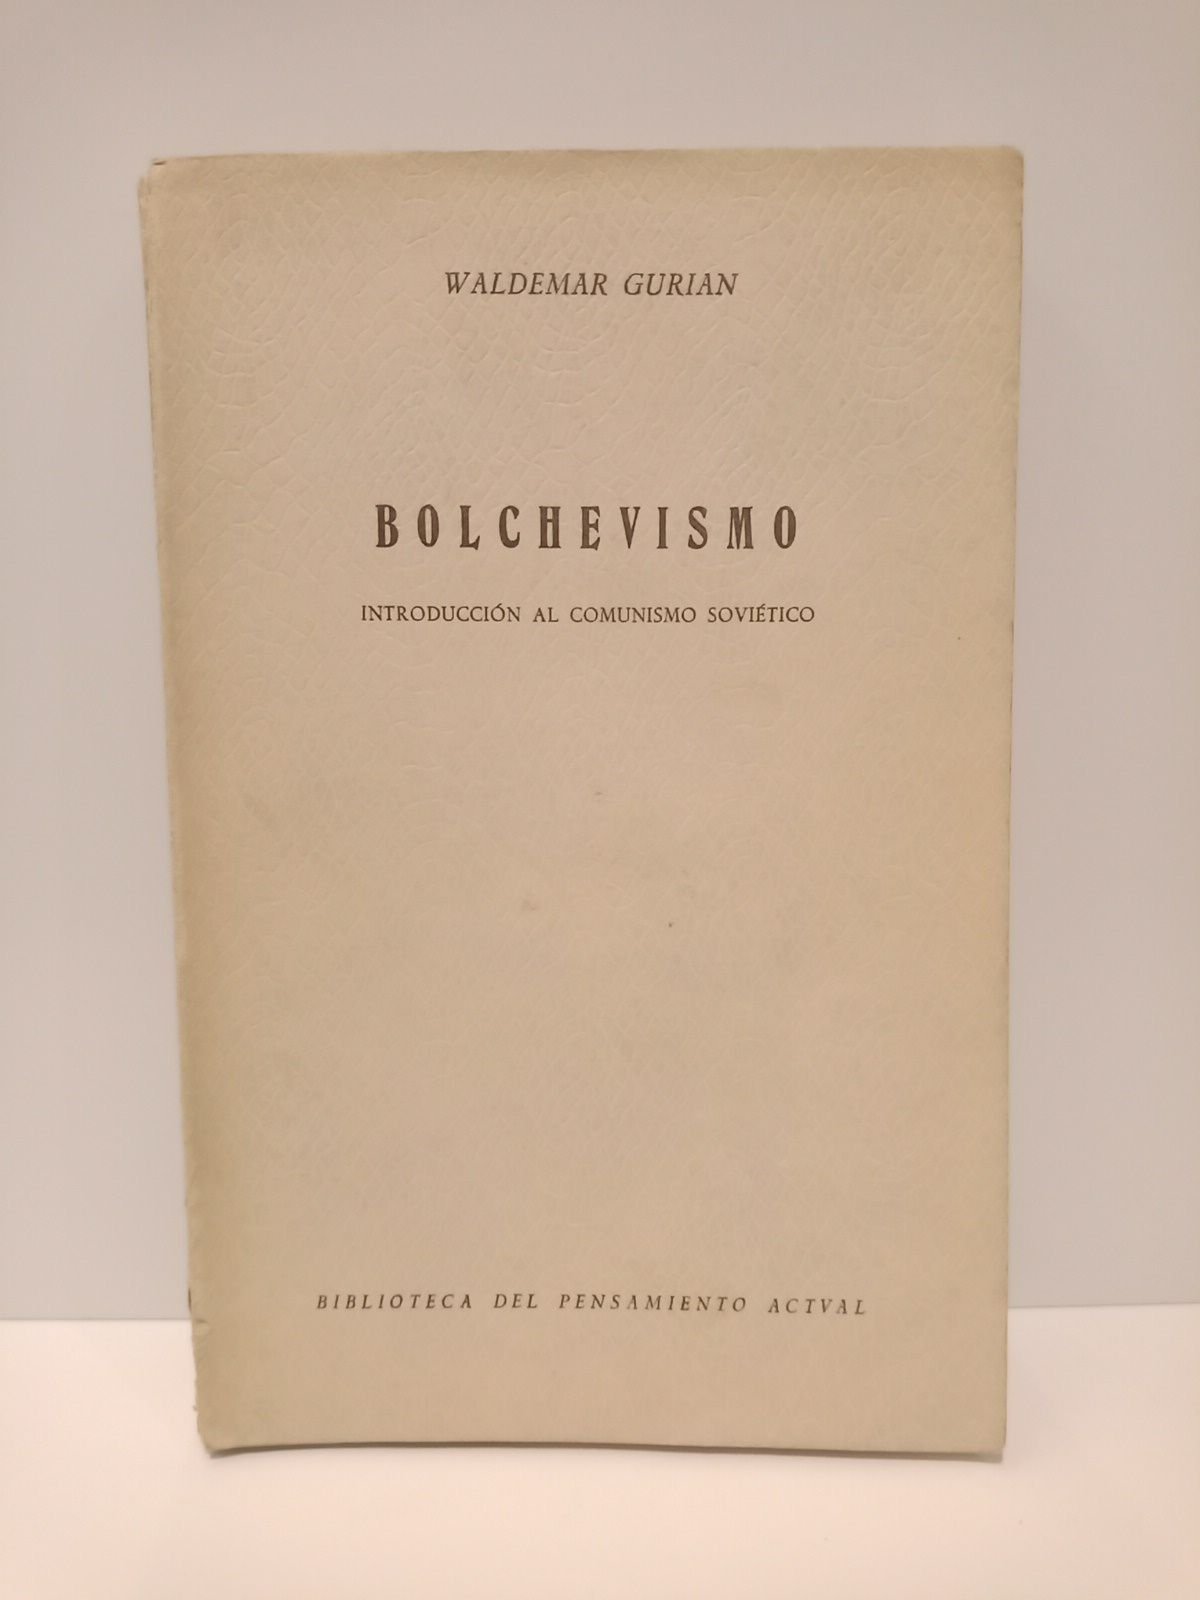 WALDEMAR GURIAN
BOLCHEVISMO
INTRODUCCIÓN AL COMUNISMO SOVIÉTICO
BIBLIOTECA DEL PENSAMIENTO ACTVAL